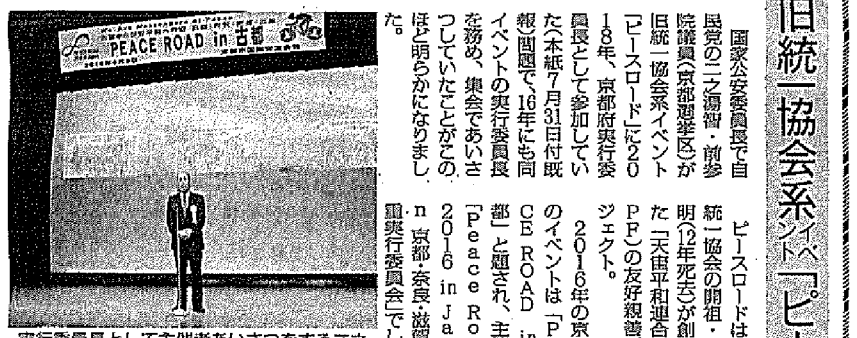 旧統一協会系イベント「ピー
国家公安委員長で自
民党の二之湯智・前参
院議員(京都選挙区)が
旧統一協会系イベント
「ピースロード」に20
18年、京都府実行委
員長として参加してい
た(本紙7月31日付既
報)問題で、16年にも同
イベントの実行委員長
を務め、集会であいさ
つしていたことがこの
ほど明らかになりまし
た。
ピースロードは
統一協会の開祖・
明(12年死去)が創
た「天宙平和連合
PF)の友好親善
ジェクト。
2016年の京
のイベントは「P
CE ROAD in
都」と題され、主
「Peace Ro
2016 in Ja
n 京都・奈良・滋賀
重実行委員会」でし
PEACE ROAD in 古都
実行委員長として主催者あいさつをする二之